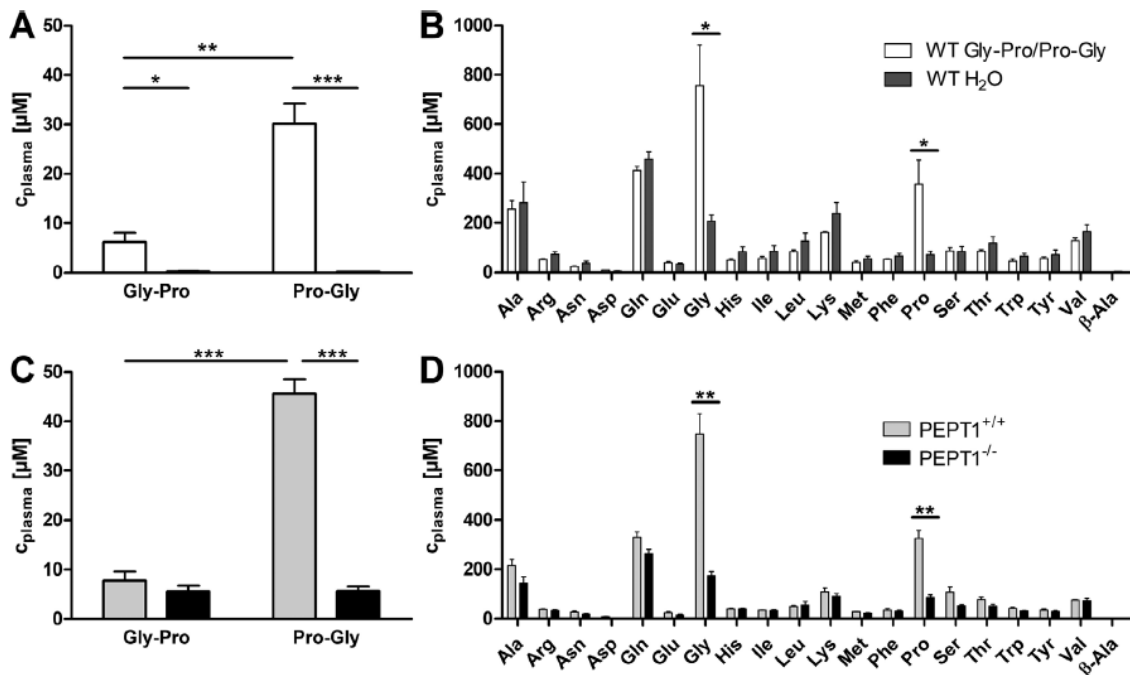 A
c_plasma [µM]
50
40
30
20
10
0
**
*
***
Gly-Pro
Pro-Gly
B
c_plasma [µM]
1000
800
600
400
200
0
*
*
WT Gly-Pro/Pro-Gly
WT H₂O
Ala
Arg
Asn
Asp
Gln
Glu
Gly
His
Ile
Leu
Lys
Met
Phe
Pro
Ser
Thr
Trp
Tyr
Val
β-Ala
C
c_plasma [µM]
50
40
30
20
10
0
***
***
Gly-Pro
Pro-Gly
D
c_plasma [µM]
1000
800
600
400
200
0
**
**
PEPT1⁺/⁺
PEPT1⁻/⁻
Ala
Arg
Asn
Asp
Gln
Glu
Gly
His
Ile
Leu
Lys
Met
Phe
Pro
Ser
Thr
Trp
Tyr
Val
β-Ala